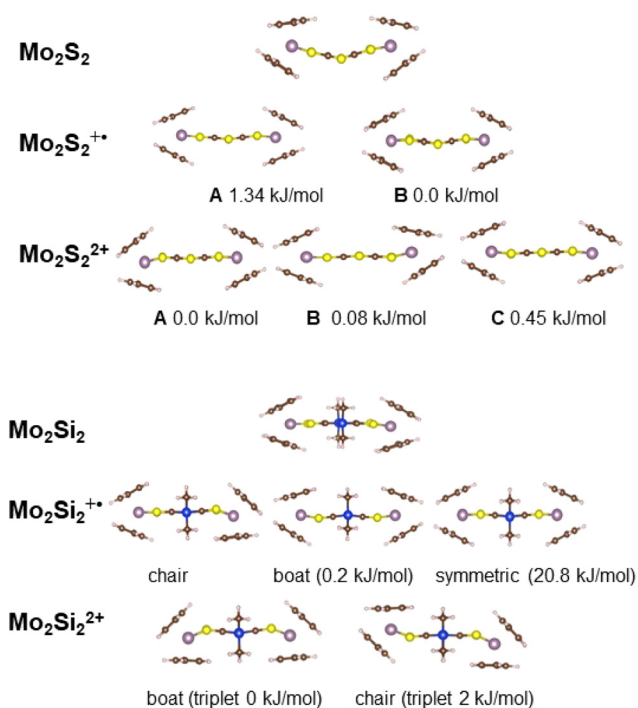 Mo₂S₂
Mo₂S₂⁺•
A 1.34 kJ/mol B 0.0 kJ/mol
Mo₂S₂²⁺
A 0.0 kJ/mol B 0.08 kJ/mol C 0.45 kJ/mol
Mo₂Si₂
Mo₂Si₂⁺•
chair boat (0.2 kJ/mol) symmetric (20.8 kJ/mol)
Mo₂Si₂²⁺
boat (triplet 0 kJ/mol) chair (triplet 2 kJ/mol)